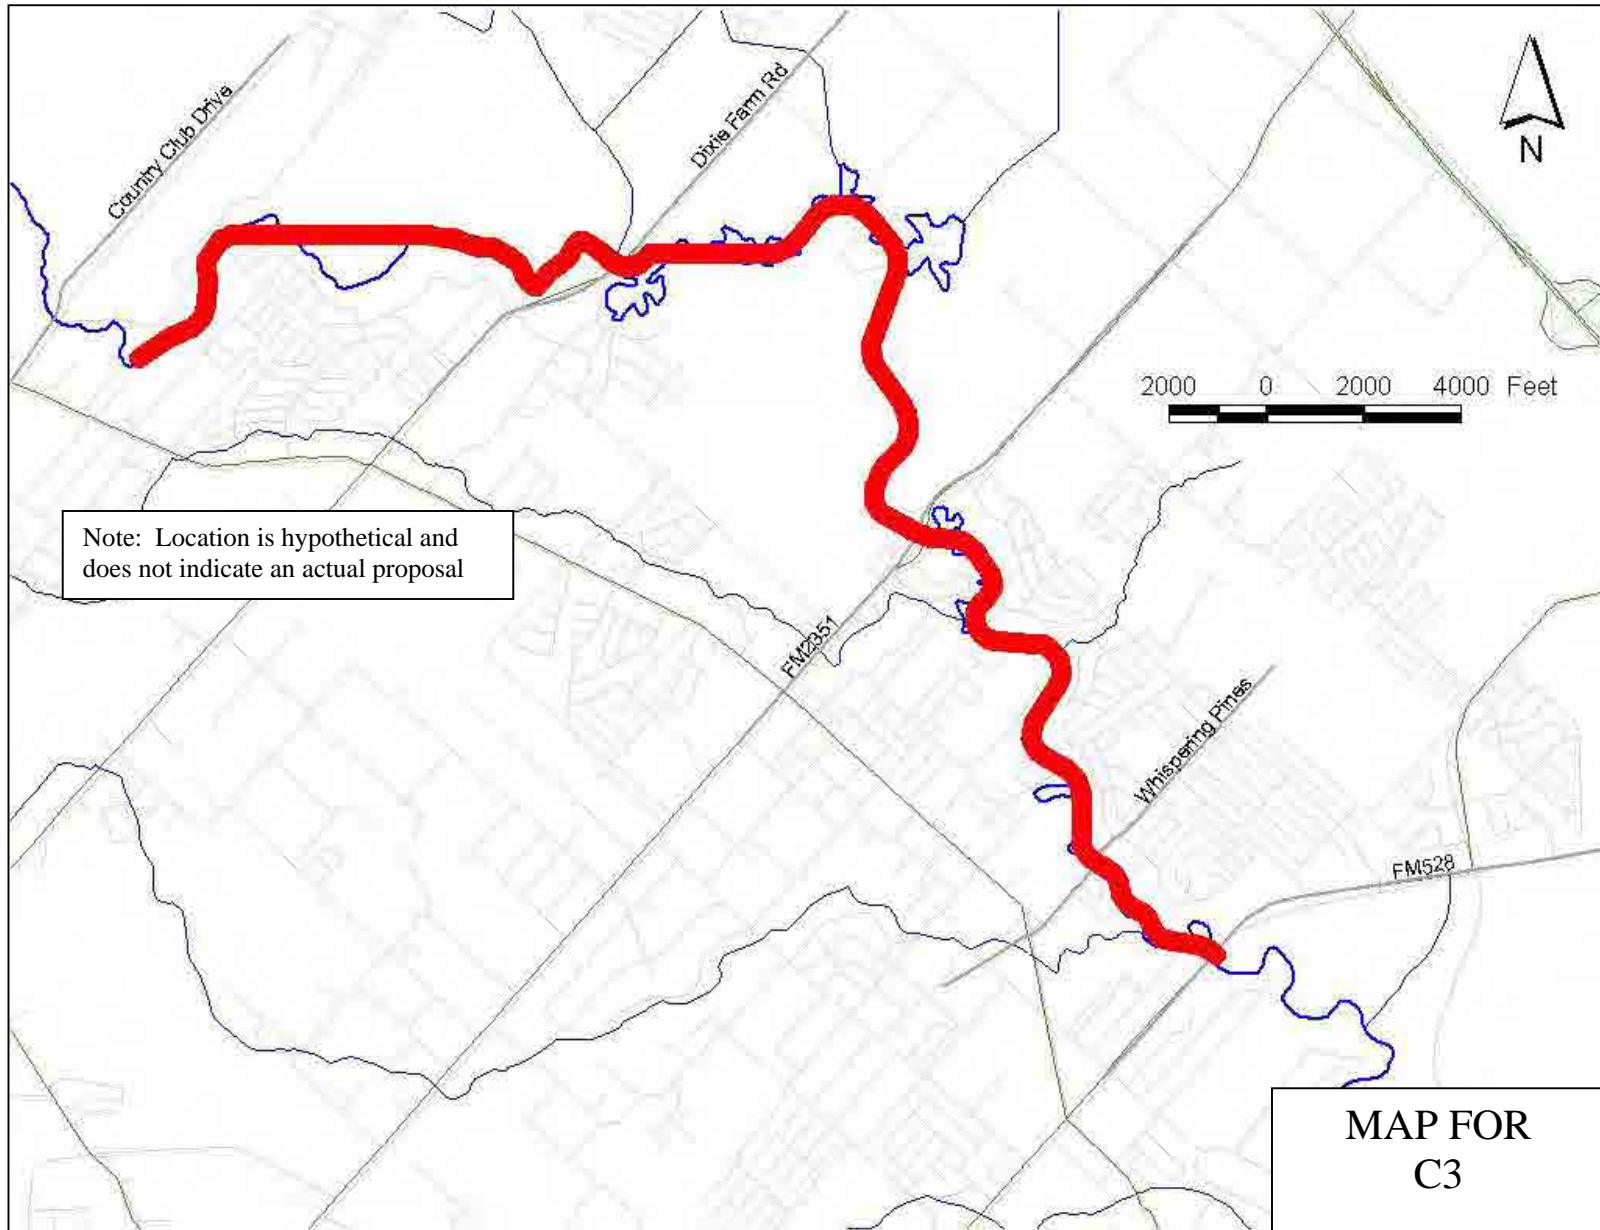 Country Club Drive
Dixie Farm Rd
N
2000 0 2000 4000 Feet
Note: Location is hypothetical and
does not indicate an actual proposal
FM2351
Whispering Pines
FM528
MAP FOR
C3